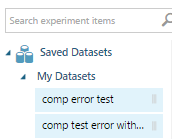 Search experiment items
Saved Datasets
My Datasets
comp error test
comp test error with...